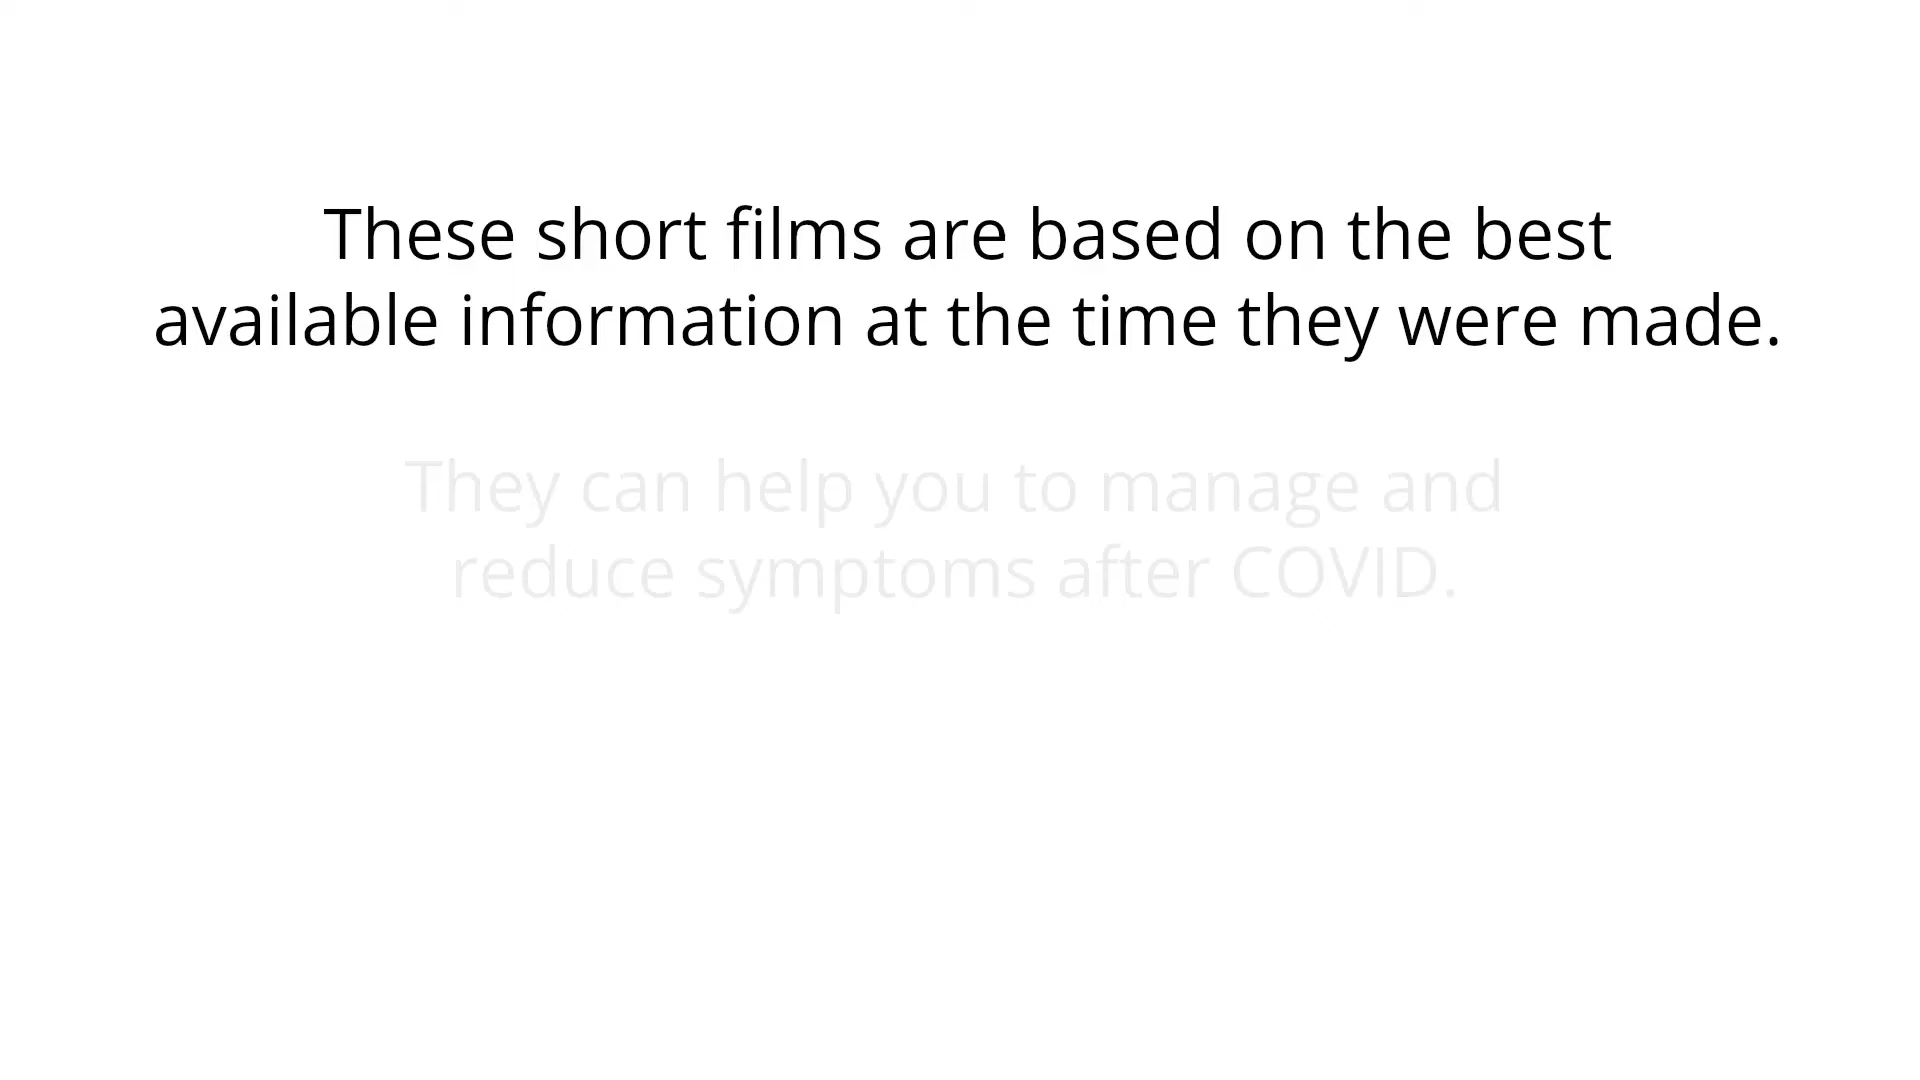 These short films are based on the best
available information at the time they were made.
They can help you to manage and
reduce symptoms after COVID.